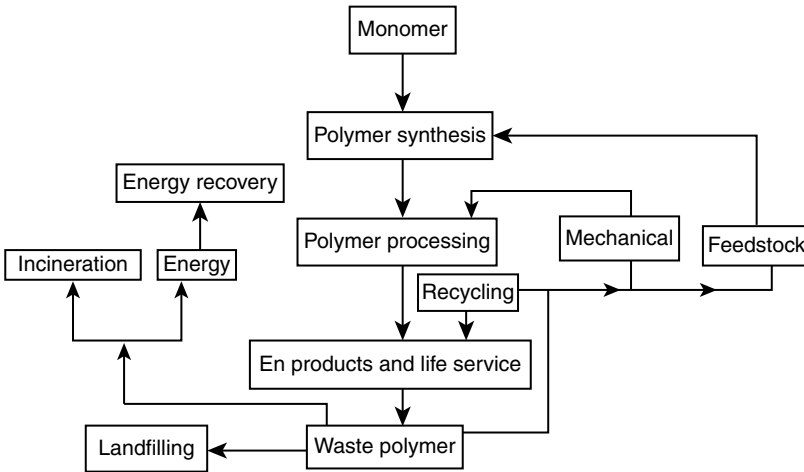 Monomer
Polymer synthesis
Energy recovery
Polymer processing
Mechanical
Feedstock
Incineration
Energy
Recycling
En products and life service
Landfilling
Waste polymer